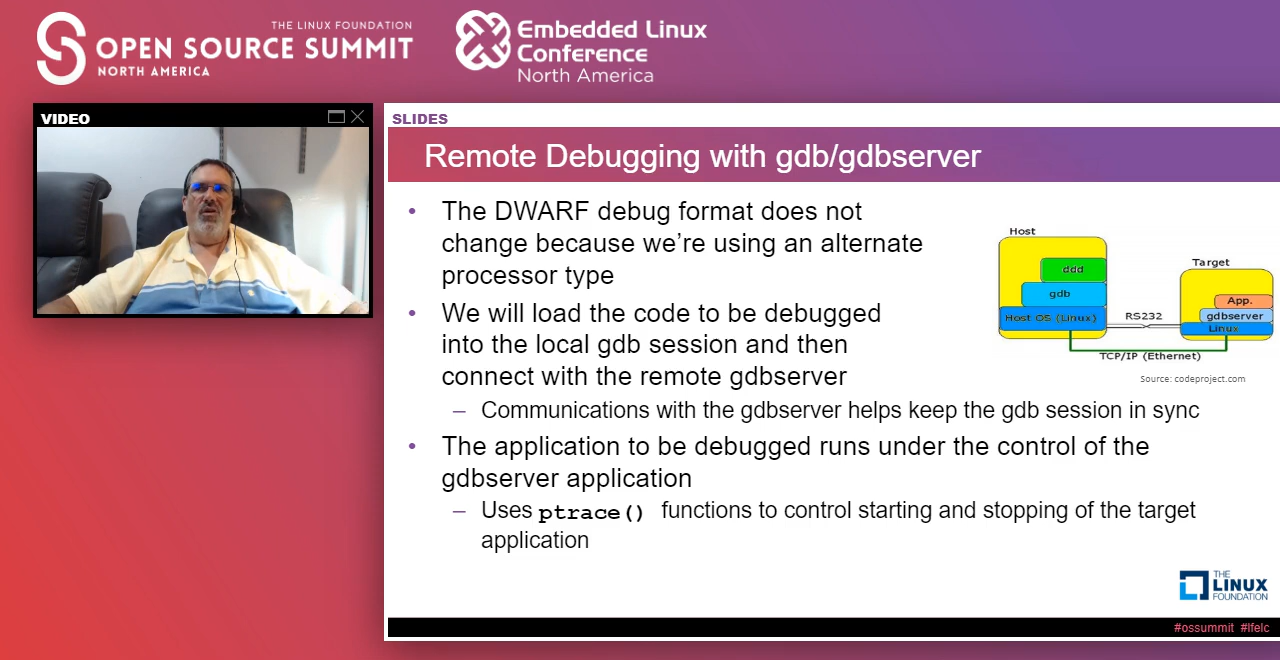 THE LINUX FOUNDATION
OPEN SOURCE SUMMIT
NORTH AMERICA
Embedded Linux
Conference
North America
VIDEO
SLIDES
Remote Debugging with gdb/gdbserver
• The DWARF debug format does not
change because we’re using an alternate
processor type
• We will load the code to be debugged
into the local gdb session and then
connect with the remote gdbserver
– Communications with the gdbserver helps keep the gdb session in sync
• The application to be debugged runs under the control of the
gdbserver application
– Uses ptrace() functions to control starting and stopping of the target
application
Host
ddd
gdb
Host OS (Linux)
RS232
TCP/IP (Ethernet)
Target
App.
gdbserver
Linux
Source: codeproject.com
THE
LINUX
FOUNDATION
#ossummit #lfelc